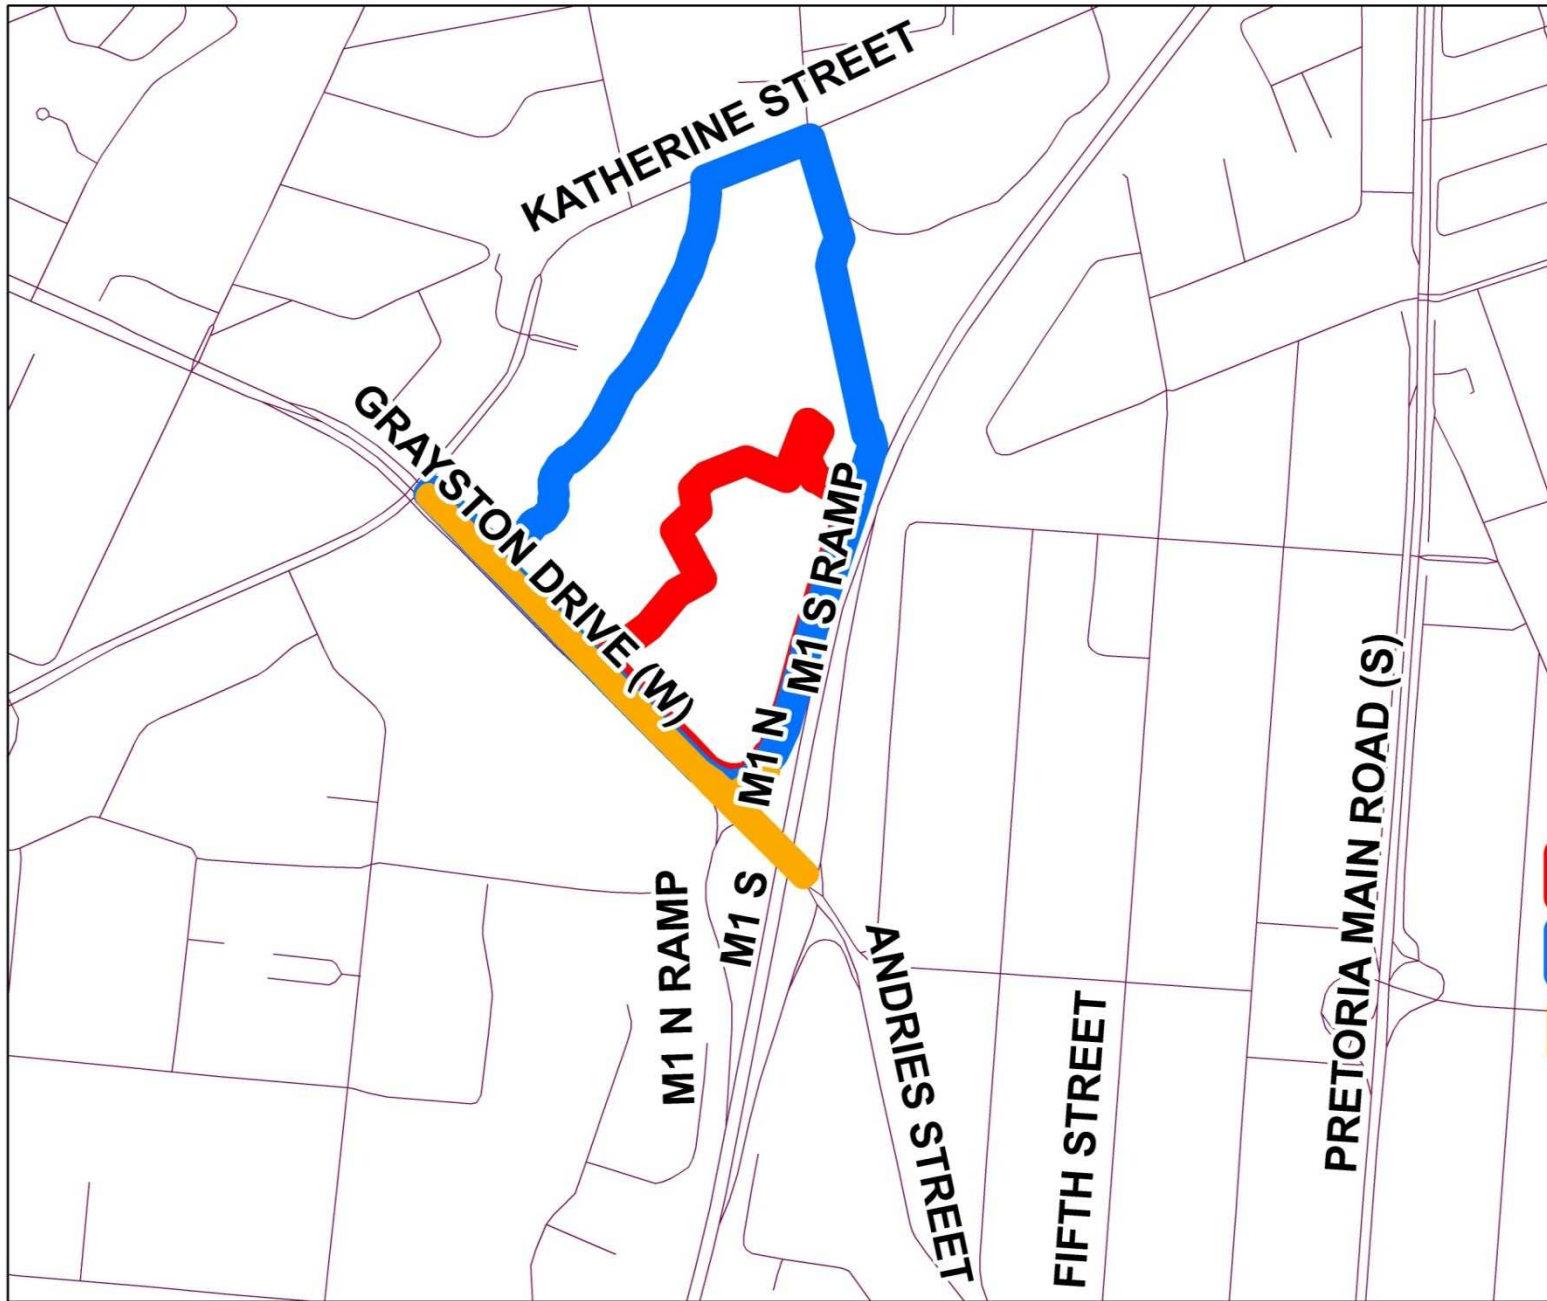 KATHERINE STREET
GRAYSTON DRIVE (W)
M1 S RAMP
M1 N
M1 S
M1 N RAMP
ANDRIES STREET
FIFTH STREET
PRETORIA MAIN ROAD (S)